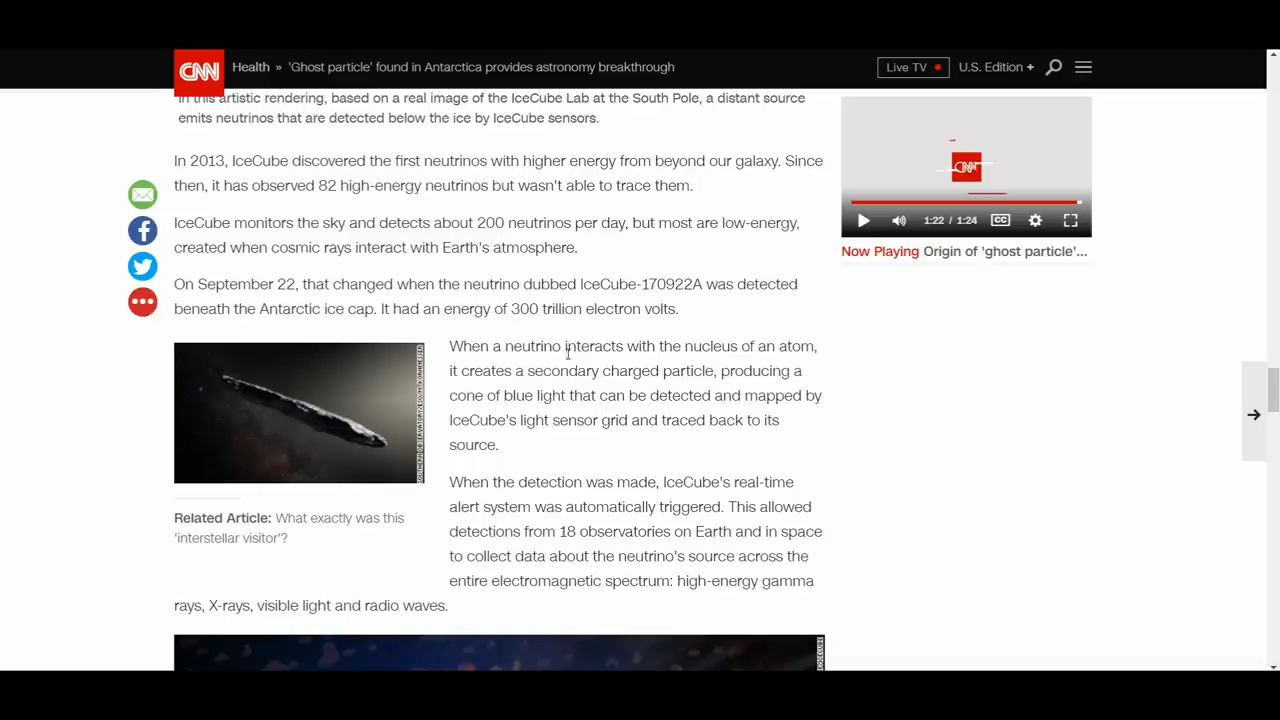 CNN
Health » 'Ghost particle' found in Antarctica provides astronomy breakthrough
Live TV
U.S. Edition +
In this artistic rendering, based on a real image of the IceCube Lab at the South Pole, a distant source
emits neutrinos that are detected below the ice by IceCube sensors.
In 2013, IceCube discovered the first neutrinos with higher energy from beyond our galaxy. Since
then, it has observed 82 high-energy neutrinos but wasn't able to trace them.
IceCube monitors the sky and detects about 200 neutrinos per day, but most are low-energy,
created when cosmic rays interact with Earth's atmosphere.
On September 22, that changed when the neutrino dubbed IceCube-170922A was detected
beneath the Antarctic ice cap. It had an energy of 300 trillion electron volts.
When a neutrino interacts with the nucleus of an atom,
it creates a secondary charged particle, producing a
cone of blue light that can be detected and mapped by
IceCube's light sensor grid and traced back to its
source.
Related Article: What exactly was this
'interstellar visitor'?
When the detection was made, IceCube's real-time
alert system was automatically triggered. This allowed
detections from 18 observatories on Earth and in space
to collect data about the neutrino's source across the
entire electromagnetic spectrum: high-energy gamma
rays, X-rays, visible light and radio waves.
CNN
1:22 / 1:24
CC
Now Playing Origin of 'ghost particle'...